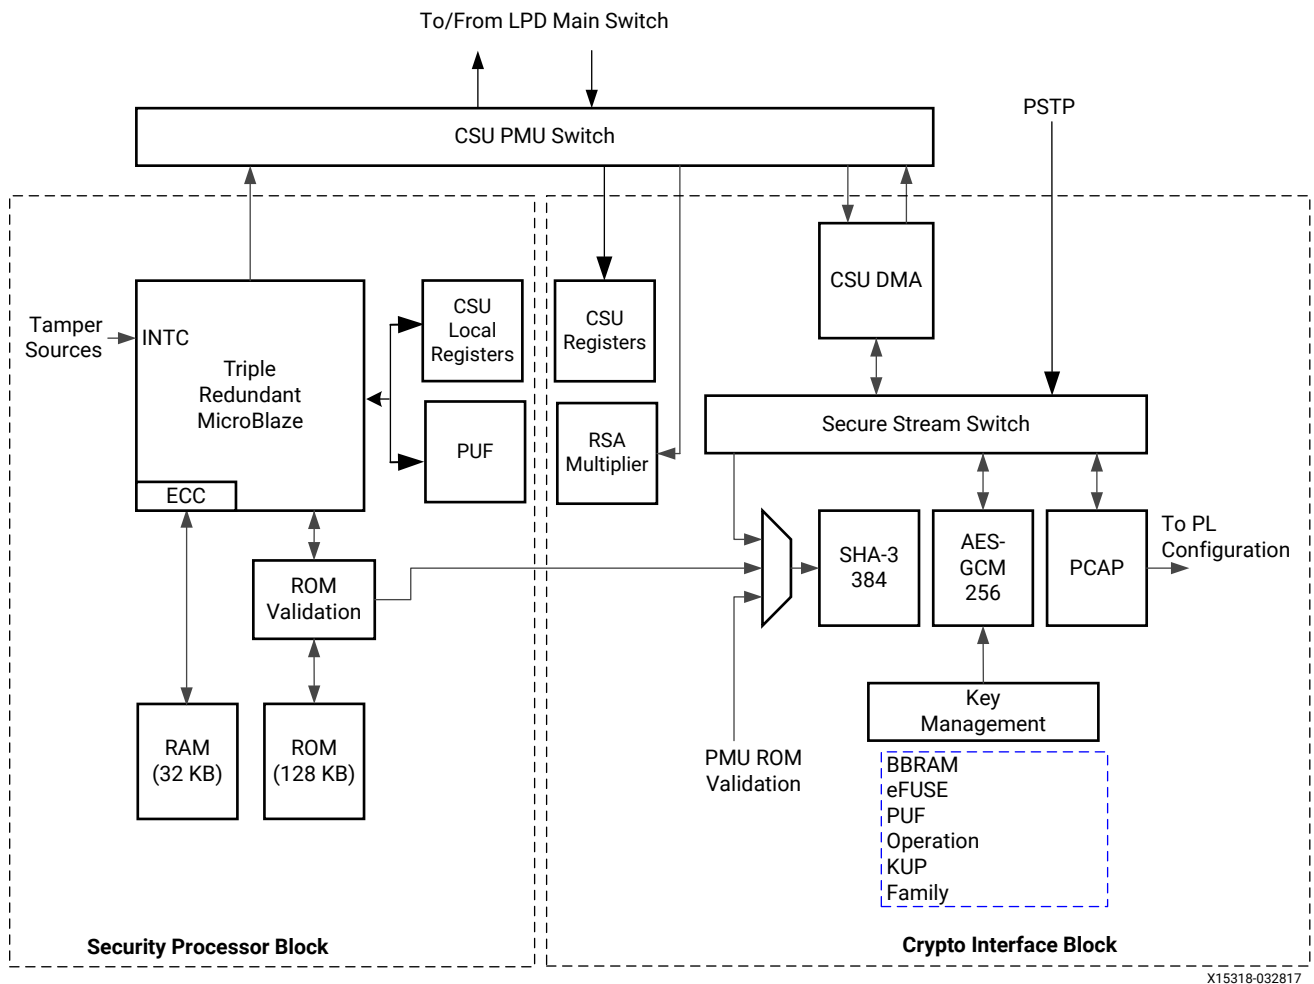 To/From LPD Main Switch
PSTP
CSU PMU Switch
Tamper
Sources
INTC
Triple
Redundant
MicroBlaze
ECC
CSU
Local
Registers
PUF
ROM
Validation
RAM
(32 KB)
ROM
(128 KB)
Security Processor Block
CSU
Registers
RSA
Multiplier
CSU DMA
Secure Stream Switch
SHA-3
384
AES-
GCM
256
PCAP
To PL
Configuration
Key
Management
PMU ROM
Validation
BBRAM
eFUSE
PUF
Operation
KUP
Family
Crypto Interface Block
X15318-032817